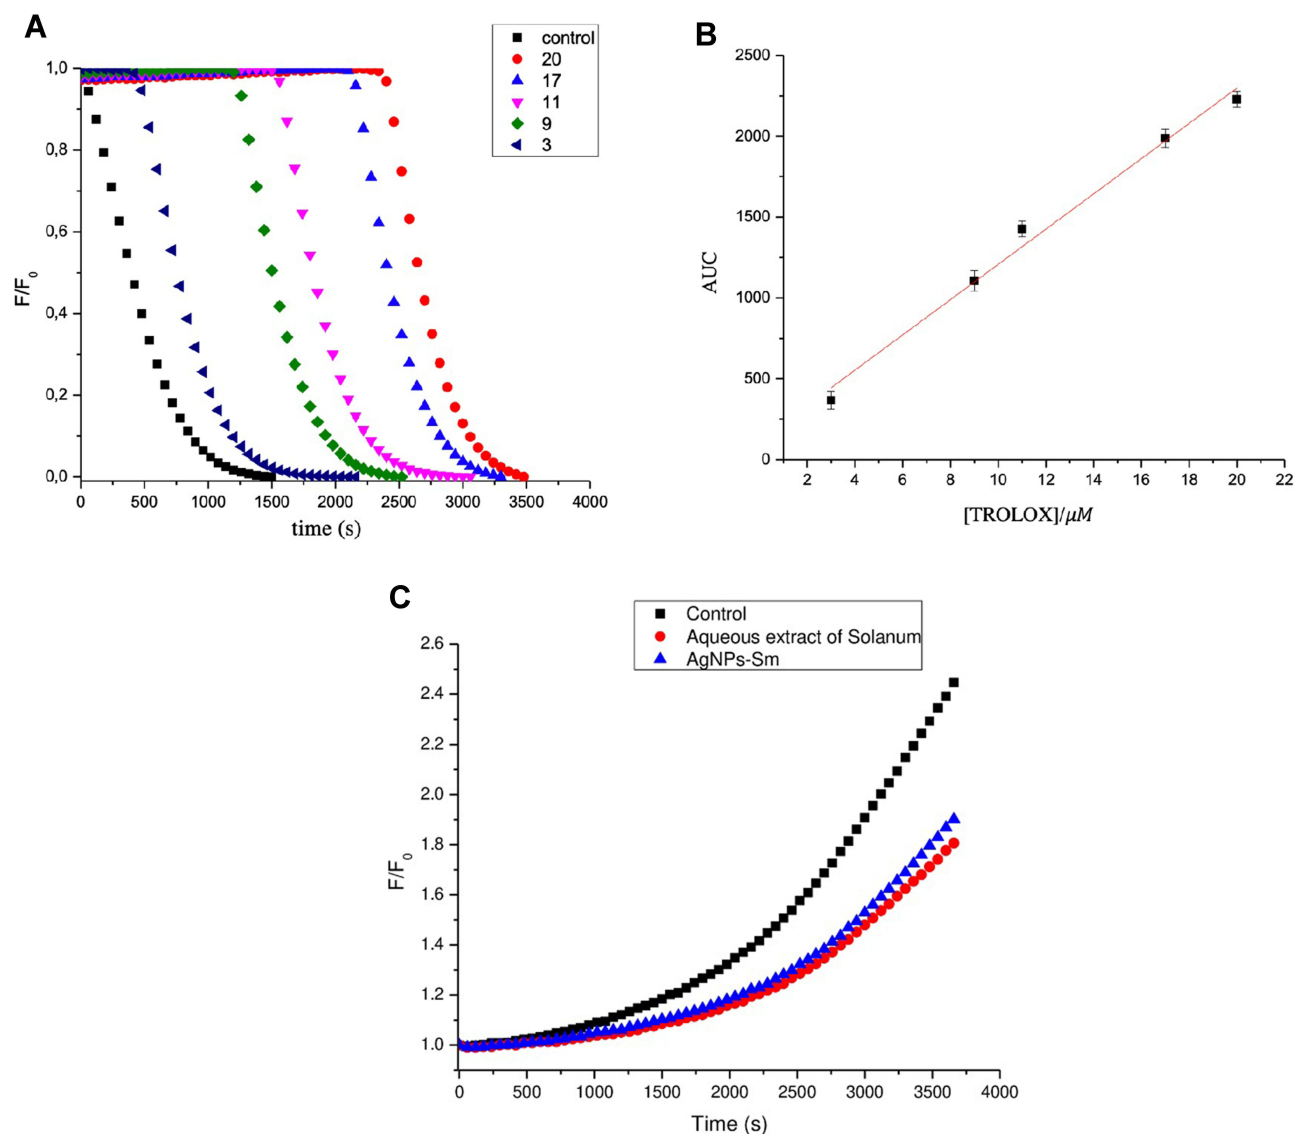 A
control
20
17
11
9
3
1,0
0,8
0,6
0,4
0,2
0,0
F/F0
0 500 1000 1500 2000 2500 3000 3500 4000
time (s)
B
2500
2000
1500
1000
500
0
AUC
2 4 6 8 10 12 14 16 18 20 22
[TROLOX]/μM
C
Control
Aqueous extract of Solanum
AgNPs-Sm
2.6
2.4
2.2
2.0
1.8
1.6
1.4
1.2
1.0
F/F0
0 500 1000 1500 2000 2500 3000 3500 4000
Time (s)